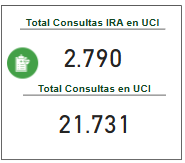 Total Consultas IRA en UCI
2.790
Total Consultas en UCI
21.731